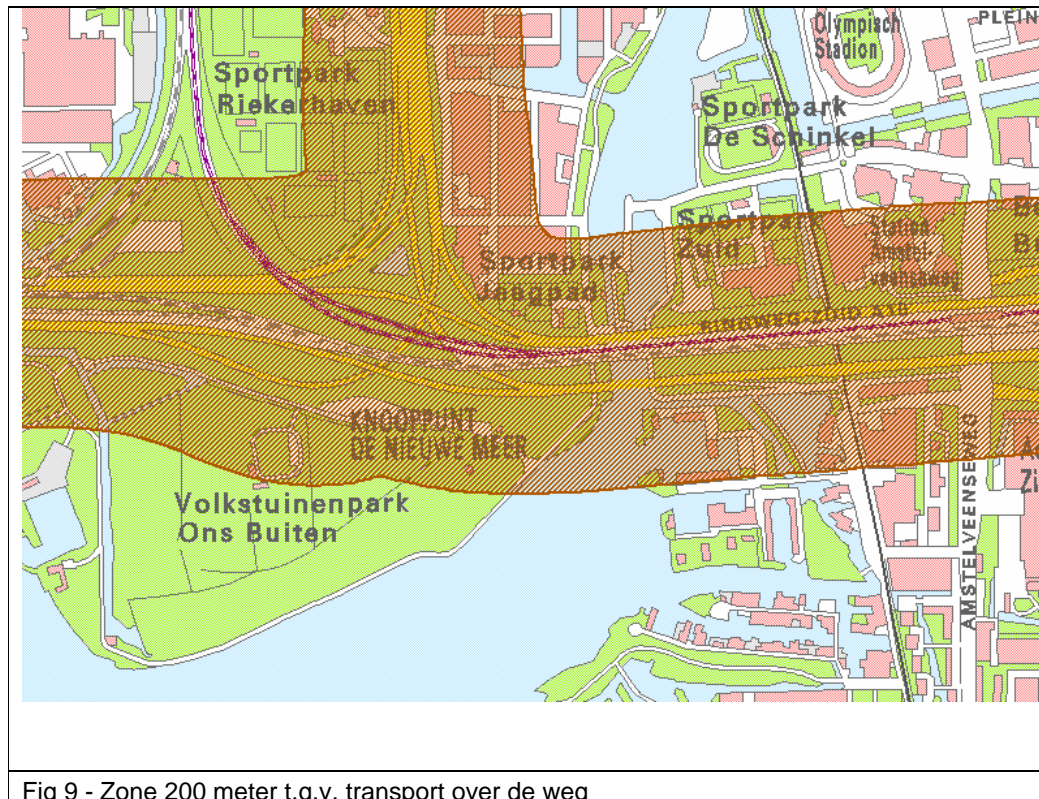 Olympisch
Stadion
PLEIN
Sportpark
Riekerhaven
Sportpark
De Schinkel
Sportpark
Zuid
Station
Amstel-
veenseweg
Sportpark
Jaagpad
RINGWEG-ZUID A10
KNOOPPUNT
DE NIEUWE MEER
Volkstuinenpark
Ons Buiten
AMSTELVEENSEWEG
Fig 9 - Zone 200 meter t.g.v. transport over de weg